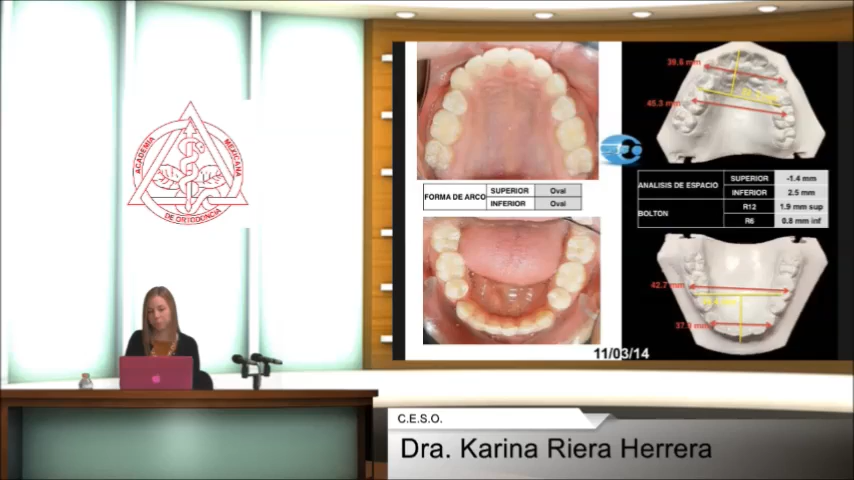 ACADEMIA
MEXICANA
DE ORTODONCIA
39.6 mm
45.3 mm
FORMA DE ARCO
SUPERIOR
Oval
INFERIOR
Oval
ANALISIS DE ESPACIO
SUPERIOR
-1.4 mm
INFERIOR
2.5 mm
BOLTON
R12
1.9 mm sup
R6
0.8 mm inf
42.7 mm
mm
11/03/14
C.E.S.O.
Dra. Karina Riera Herrera